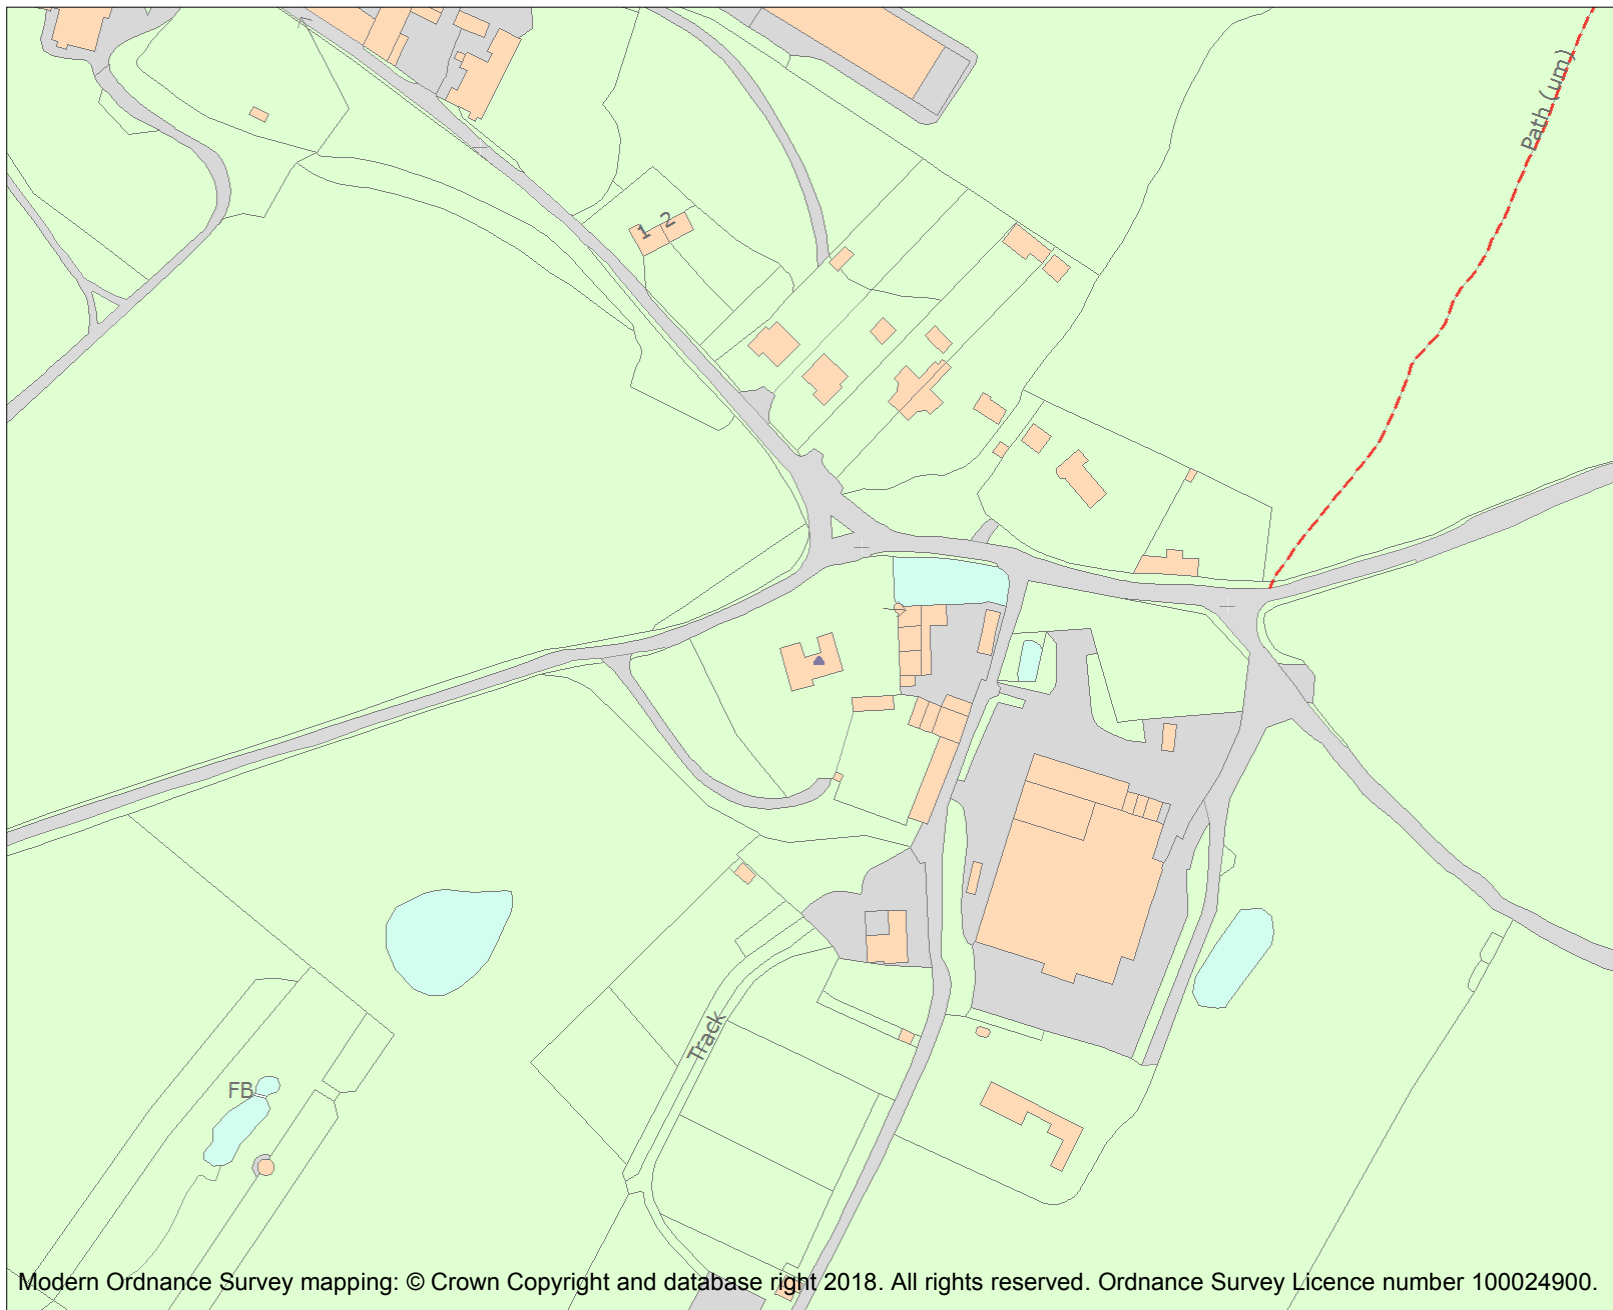 Path (um)
1 2
Track
FB
Modern Ordnance Survey mapping: © Crown Copyright and database right 2018. All rights reserved. Ordnance Survey Licence number 100024900.